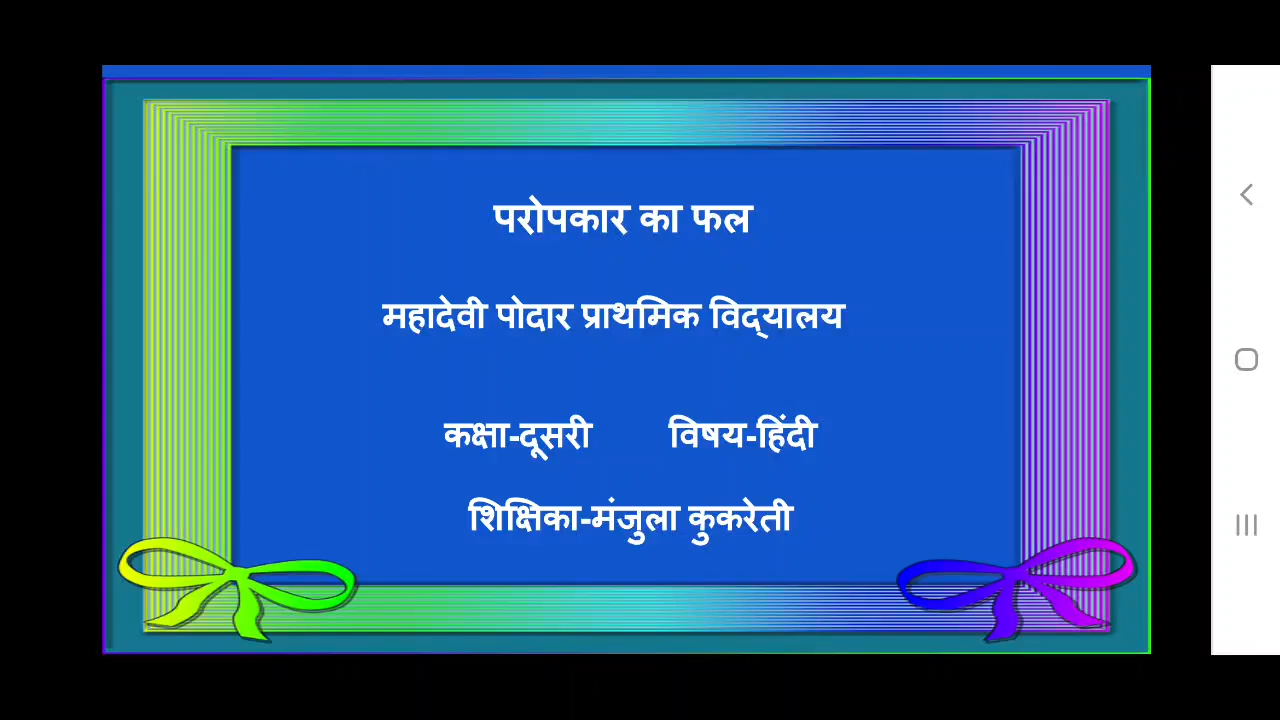 परोपकार का फल
महादेवी पोदार प्राथमिक विद्‌यालय
कक्षा-दूसरी विषय-हिंदी
शिक्षिका-मंजुला कुकरेती